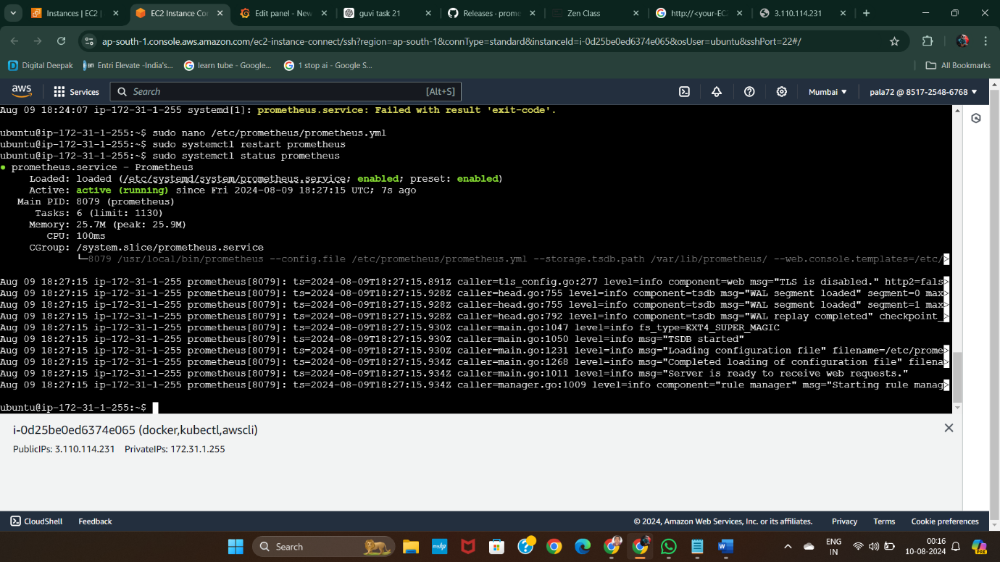 Instances | EC2 |
EC2 Instance Co
Edit panel - New
guvi task 21
Releases · prome
Zen Class
http://<your-EC
3.110.114.231
ap-south-1.console.aws.amazon.com/ec2-instance-connect/ssh?region=ap-south-1&connType=standard&instanceId=i-0d25be0ed6374e065&osUser=ubuntu&sshPort=22#/
Digital Deepak
Entri Elevate -India's...
learn tube - Google...
1 stop ai - Google S...
All Bookmarks
aws
Services
Search
[Alt+S]
Mumbai
pala72 @ 8517-2548-6768
Aug 09 18:24:07 ip-172-31-1-255 systemd[1]: prometheus.service: Failed with result 'exit-code'.
ubuntu@ip-172-31-1-255:~$ sudo nano /etc/prometheus/prometheus.yml
ubuntu@ip-172-31-1-255:~$ sudo systemctl restart prometheus
ubuntu@ip-172-31-1-255:~$ sudo systemctl status prometheus
● prometheus.service - Prometheus
Loaded: loaded (/etc/systemd/system/prometheus.service; enabled; preset: enabled)
Active: active (running) since Fri 2024-08-09 18:27:15 UTC; 7s ago
Main PID: 8079 (prometheus)
Tasks: 6 (limit: 1130)
Memory: 25.7M (peak: 25.9M)
CPU: 100ms
CGroup: /system.slice/prometheus.service
└─8079 /usr/local/bin/prometheus --config.file /etc/prometheus/prometheus.yml --storage.tsdb.path /var/lib/prometheus/ --web.console.templates=/etc/>
Aug 09 18:27:15 ip-172-31-1-255 prometheus[8079]: ts=2024-08-09T18:27:15.891Z caller=tls_config.go:277 level=info component=web msg="TLS is disabled." http2=fals>
Aug 09 18:27:15 ip-172-31-1-255 prometheus[8079]: ts=2024-08-09T18:27:15.928Z caller=head.go:755 level=info component=tsdb msg="WAL segment loaded" segment=0 max>
Aug 09 18:27:15 ip-172-31-1-255 prometheus[8079]: ts=2024-08-09T18:27:15.928Z caller=head.go:755 level=info component=tsdb msg="WAL segment loaded" segment=1 max>
Aug 09 18:27:15 ip-172-31-1-255 prometheus[8079]: ts=2024-08-09T18:27:15.928Z caller=head.go:792 level=info component=tsdb msg="WAL replay completed" checkpoint_>
Aug 09 18:27:15 ip-172-31-1-255 prometheus[8079]: ts=2024-08-09T18:27:15.930Z caller=main.go:1047 level=info fs_type=EXT4_SUPER_MAGIC
Aug 09 18:27:15 ip-172-31-1-255 prometheus[8079]: ts=2024-08-09T18:27:15.930Z caller=main.go:1050 level=info msg="TSDB started"
Aug 09 18:27:15 ip-172-31-1-255 prometheus[8079]: ts=2024-08-09T18:27:15.930Z caller=main.go:1231 level=info msg="Loading configuration file" filename=/etc/prome>
Aug 09 18:27:15 ip-172-31-1-255 prometheus[8079]: ts=2024-08-09T18:27:15.934Z caller=main.go:1268 level=info msg="Completed loading of configuration file" filena>
Aug 09 18:27:15 ip-172-31-1-255 prometheus[8079]: ts=2024-08-09T18:27:15.934Z caller=main.go:1011 level=info msg="Server is ready to receive web requests."
Aug 09 18:27:15 ip-172-31-1-255 prometheus[8079]: ts=2024-08-09T18:27:15.934Z caller=manager.go:1009 level=info component="rule manager" msg="Starting rule manag>
ubuntu@ip-172-31-1-255:~$
i-0d25be0ed6374e065 (docker,kubectl,awscli)
PublicIPs: 3.110.114.231 PrivateIPs: 172.31.1.255
CloudShell
Feedback
© 2024, Amazon Web Services, Inc. or its affiliates.
Privacy
Terms
Cookie preferences
Search
ENG
IN
00:16
10-08-2024